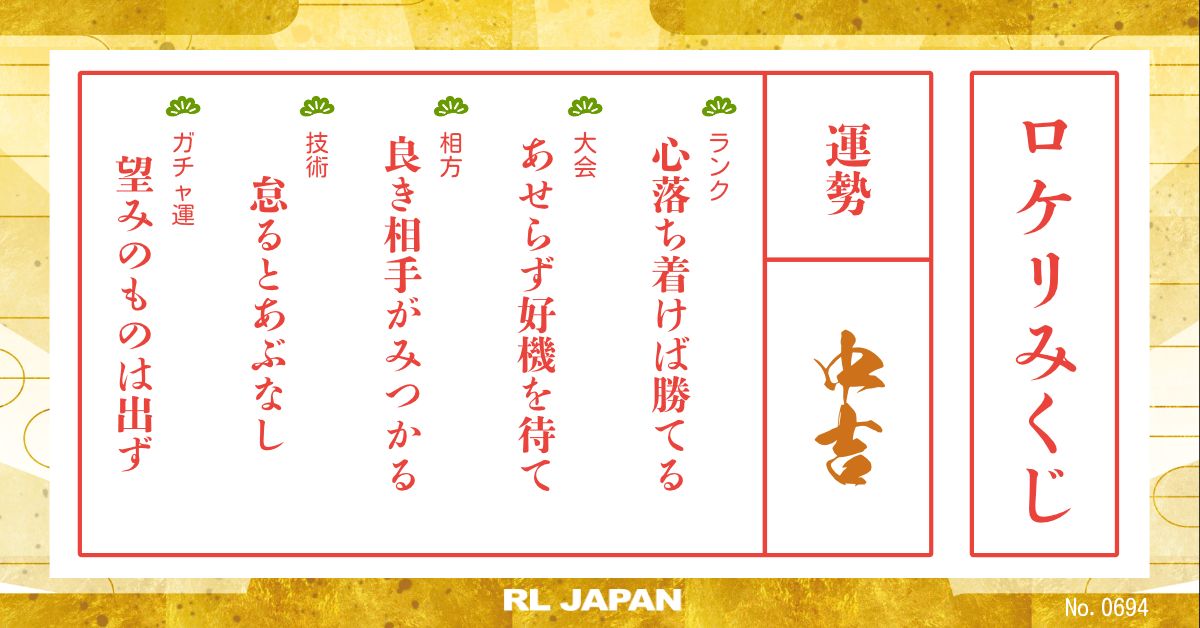 ロケリみくじ
運勢
中吉
ランク
心落ち着けば勝てる
大会
あせらず好機を待て
相方
良き相手がみつかる
技術
怠るとあぶなし
ガチャ運
望みのものは出ず
RL JAPAN
No. 0694